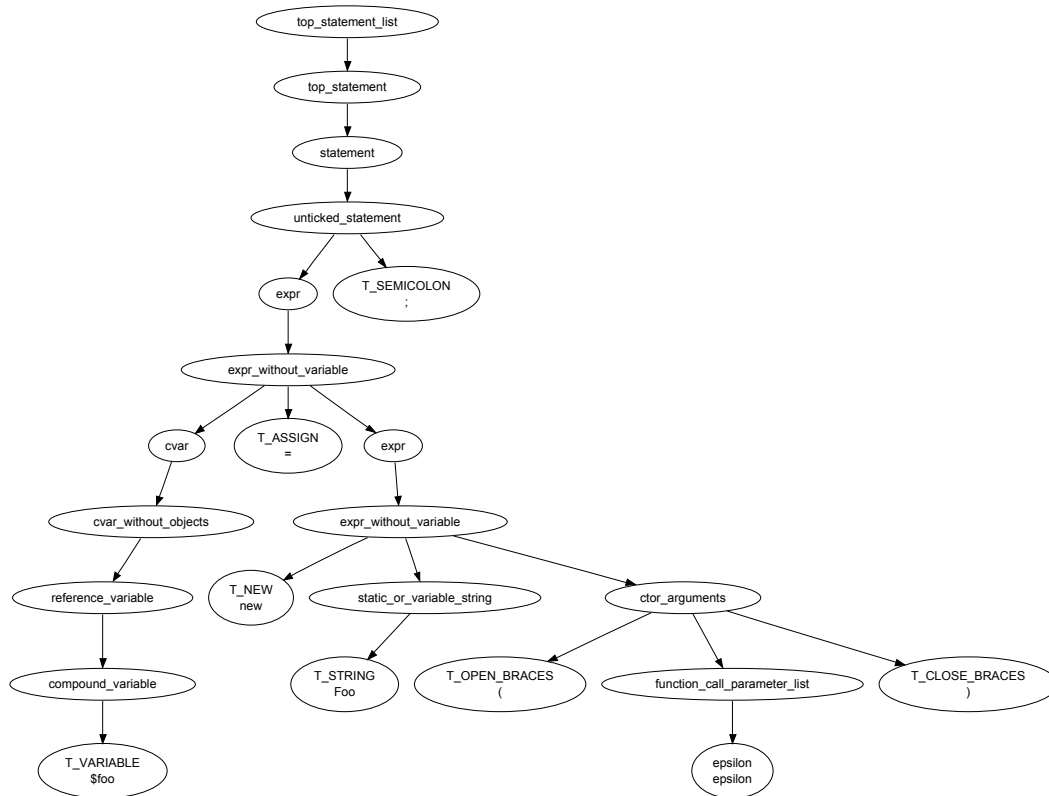 top_statement_list
top_statement
statement
unticked_statement
expr
T_SEMICOLON
;
expr_without_variable
cvar
T_ASSIGN
=
expr
cvar_without_objects
expr_without_variable
reference_variable
T_NEW
new
static_or_variable_string
ctor_arguments
compound_variable
T_STRING
Foo
T_OPEN_BRACES
(
function_call_parameter_list
T_CLOSE_BRACES
)
T_VARIABLE
$foo
epsilon
epsilon